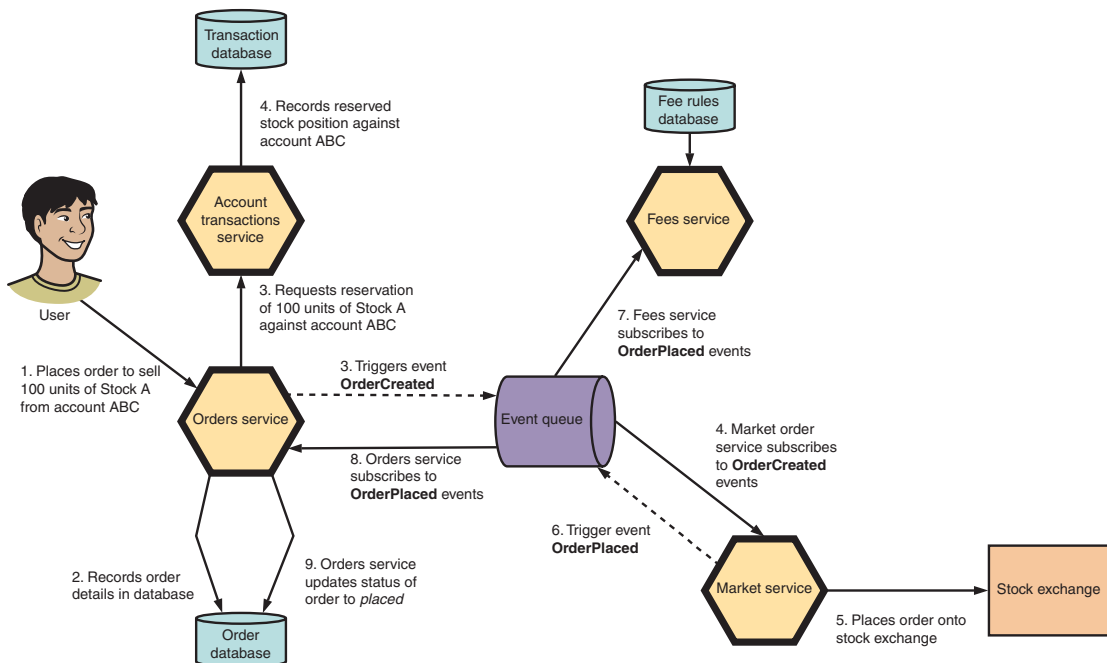 Transaction
database
4. Records reserved
stock position against
account ABC
Fee rules
database
Account
transactions
service
Fees service
User
3. Requests reservation
of 100 units of Stock A
against account ABC
7. Fees service
subscribes to
OrderPlaced events
1. Places order to sell
100 units of Stock A
from account ABC
3. Triggers event
OrderCreated
Orders service
Event queue
4. Market order
service subscribes
to OrderCreated
events
8. Orders service
subscribes to
OrderPlaced events
6. Trigger event
OrderPlaced
2. Records order
details in database
9. Orders service
updates status of
order to placed
Market service
Stock exchange
5. Places order onto
stock exchange
Order
database